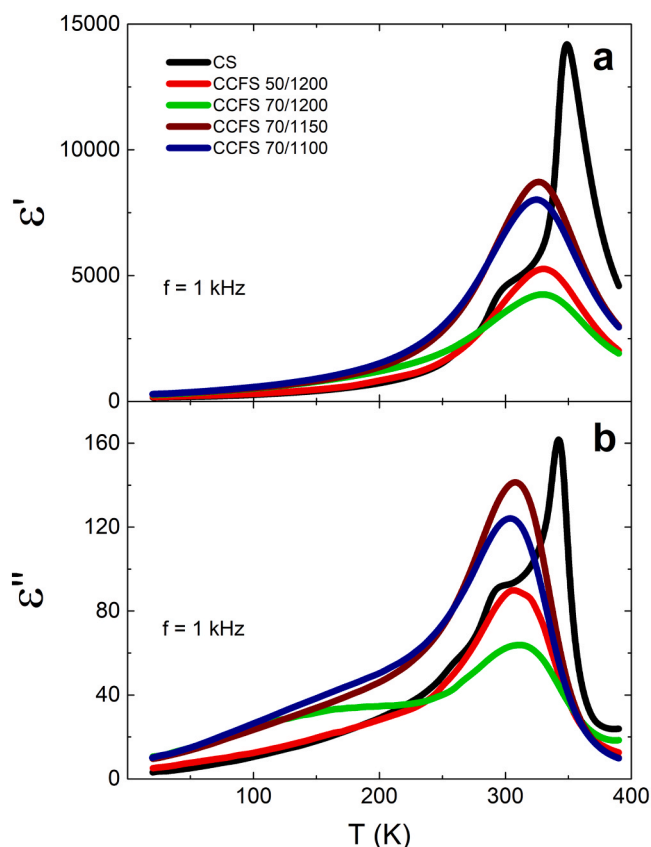 15000
a
CS
CCFS 50/1200
CCFS 70/1200
CCFS 70/1150
CCFS 70/1100
10000
ε'
5000
f = 1 kHz
0
160
b
120
ε''
80
f = 1 kHz
40
0
100
200
300
400
T (K)